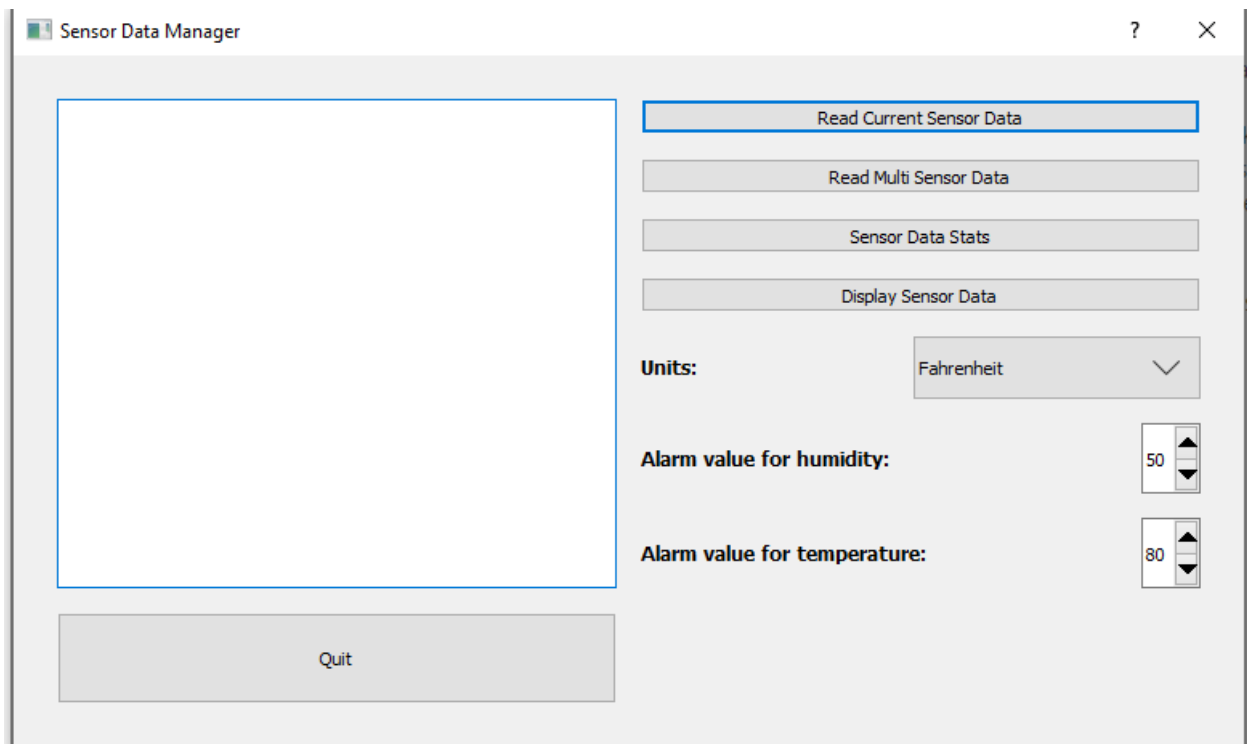 Sensor Data Manager
?
Read Current Sensor Data
Read Multi Sensor Data
Sensor Data Stats
Display Sensor Data
Units:
Fahrenheit
Alarm value for humidity:
50
Alarm value for temperature:
80
Quit